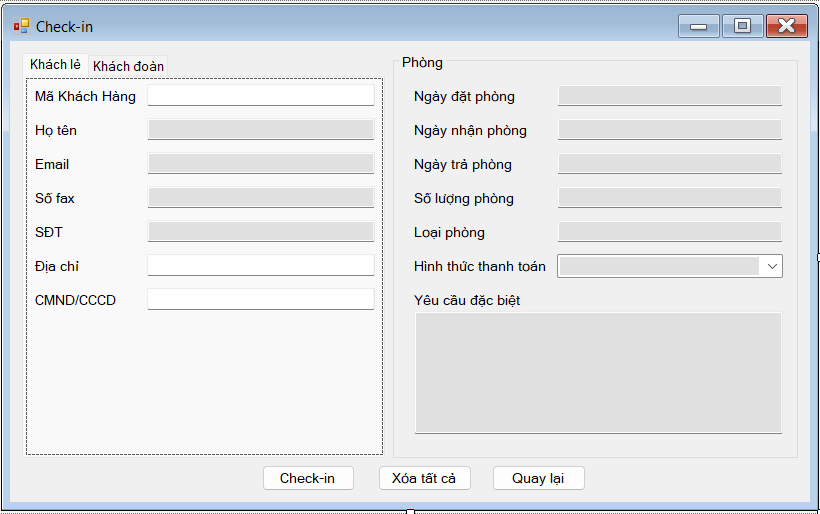 Check-in
Khách lẻ
Khách đoàn
Mã Khách Hàng
Họ tên
Email
Số fax
SĐT
Địa chỉ
CMND/CCCD
Phòng
Ngày đặt phòng
Ngày nhận phòng
Ngày trả phòng
Số lượng phòng
Loại phòng
Hình thức thanh toán
Yêu cầu đặc biệt
Check-in
Xóa tất cả
Quay lại